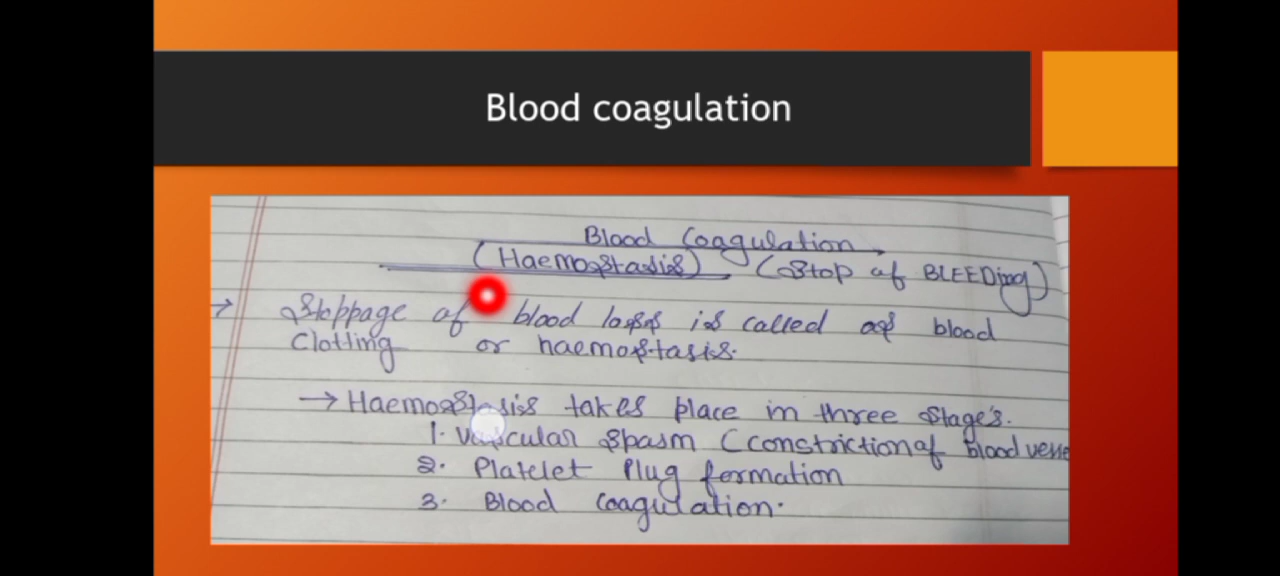 Blood coagulation
Blood Coagulation
(Haemostasis) (Stop of BLEEDing)
→ Stoppage of blood loss is called as blood
Clotting or haemostasis.
→ Haemostasis takes place in three stage's.
1. Vascular spasm (constriction of blood vesse
2. Platelet Plug formation
3. Blood coagulation.